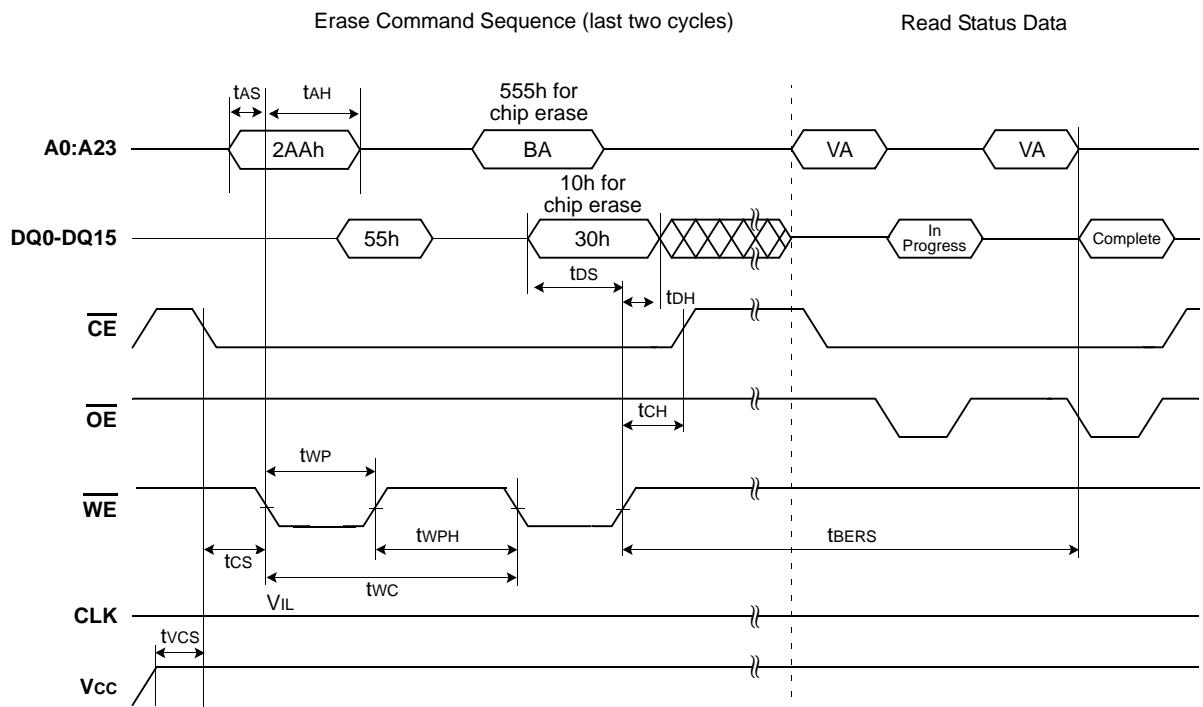 Erase Command Sequence (last two cycles)
Read Status Data
tAS
tAH
555h for
chip erase
A0:A23
2AAh
BA
VA
VA
10h for
chip erase
DQ0-DQ15
55h
30h
In
Progress
Complete
tDS
tDH
CE
OE
tCH
tWP
WE
tWPH
tBERS
tCS
tWC
VIL
CLK
tVCS
VCC